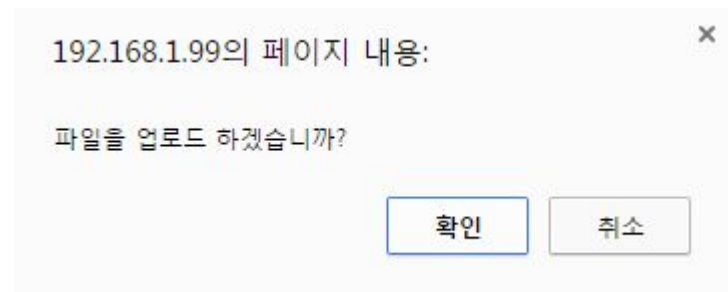 192.168.1.99의 페이지 내용:
파일을 업로드 하겠습니까?
확인 취소